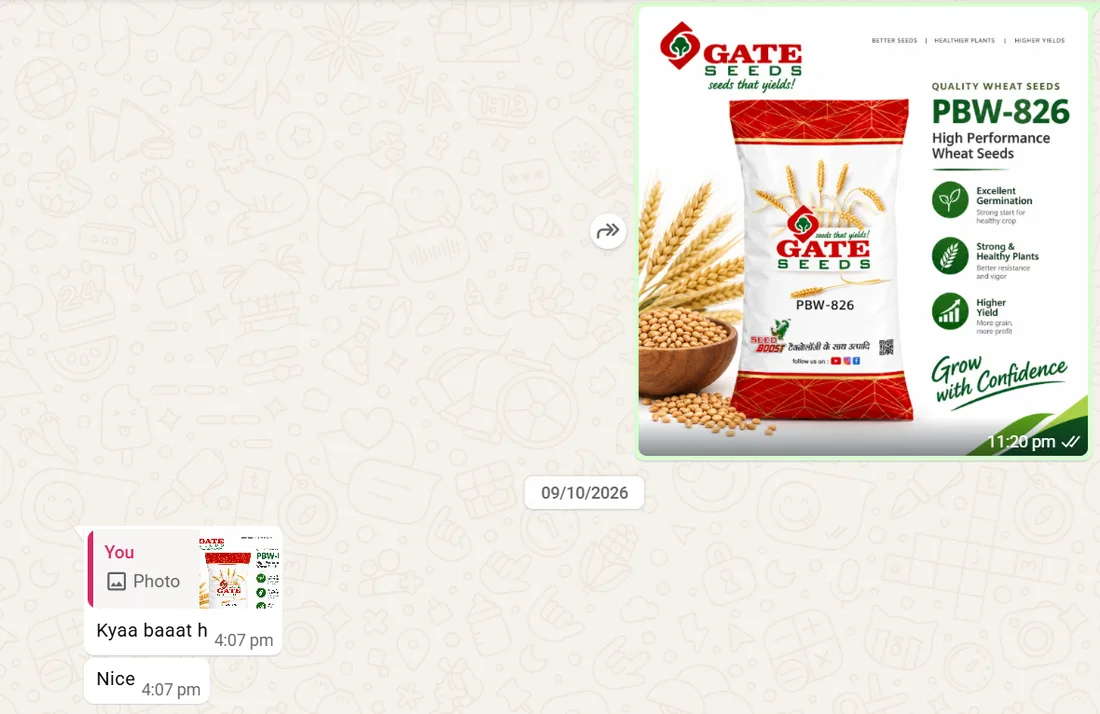 GATE
SEEDS
seeds that yields!
BETTER SEEDS | HEALTHIER PLANTS | HIGHER YIELDS
QUALITY WHEAT SEEDS
PBW-826
High Performance
Wheat Seeds
Excellent
Germination
Strong start for
healthy crop
Strong &
Healthy Plants
Better resistance
and vigor
Higher
Yield
More grain,
more profit
Grow
with Confidence
seeds that yields!
GATE
SEEDS
PBW-826
SEED
BOOST टैक्नोलॉजी के साथ उत्पादि
follow us on :
11:20 pm
09/10/2026
You
Photo
GATE
PBW-
GATE
Kyaa baaat h 4:07 pm
Nice 4:07 pm